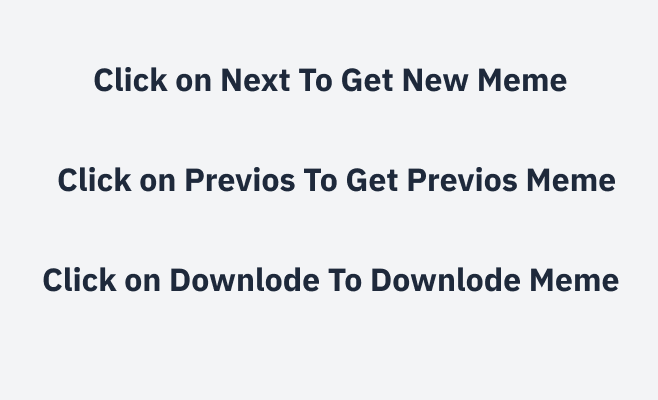 Click on Next To Get New Meme
Click on Previos To Get Previos Meme
Click on Downlode To Downlode Meme